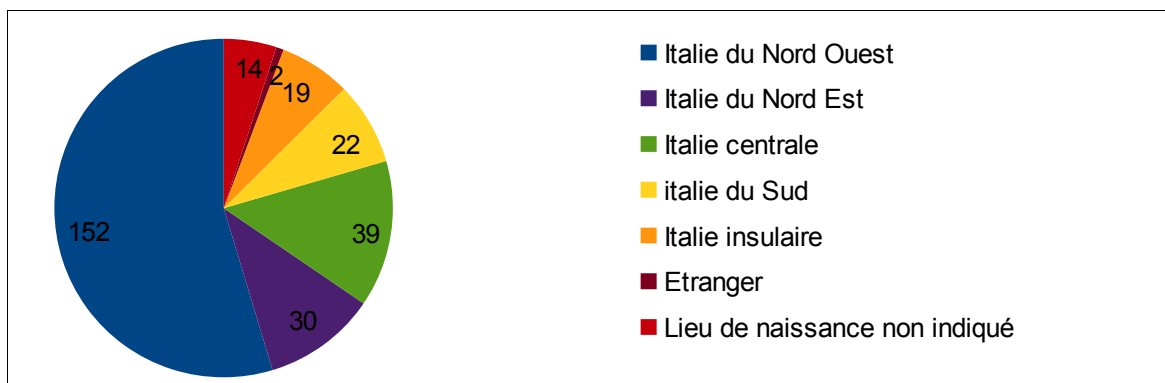 14
2
19
22
39
30
152
Italie du Nord Ouest
Italie du Nord Est
Italie centrale
italie du Sud
Italie insulaire
Etranger
Lieu de naissance non indiqué